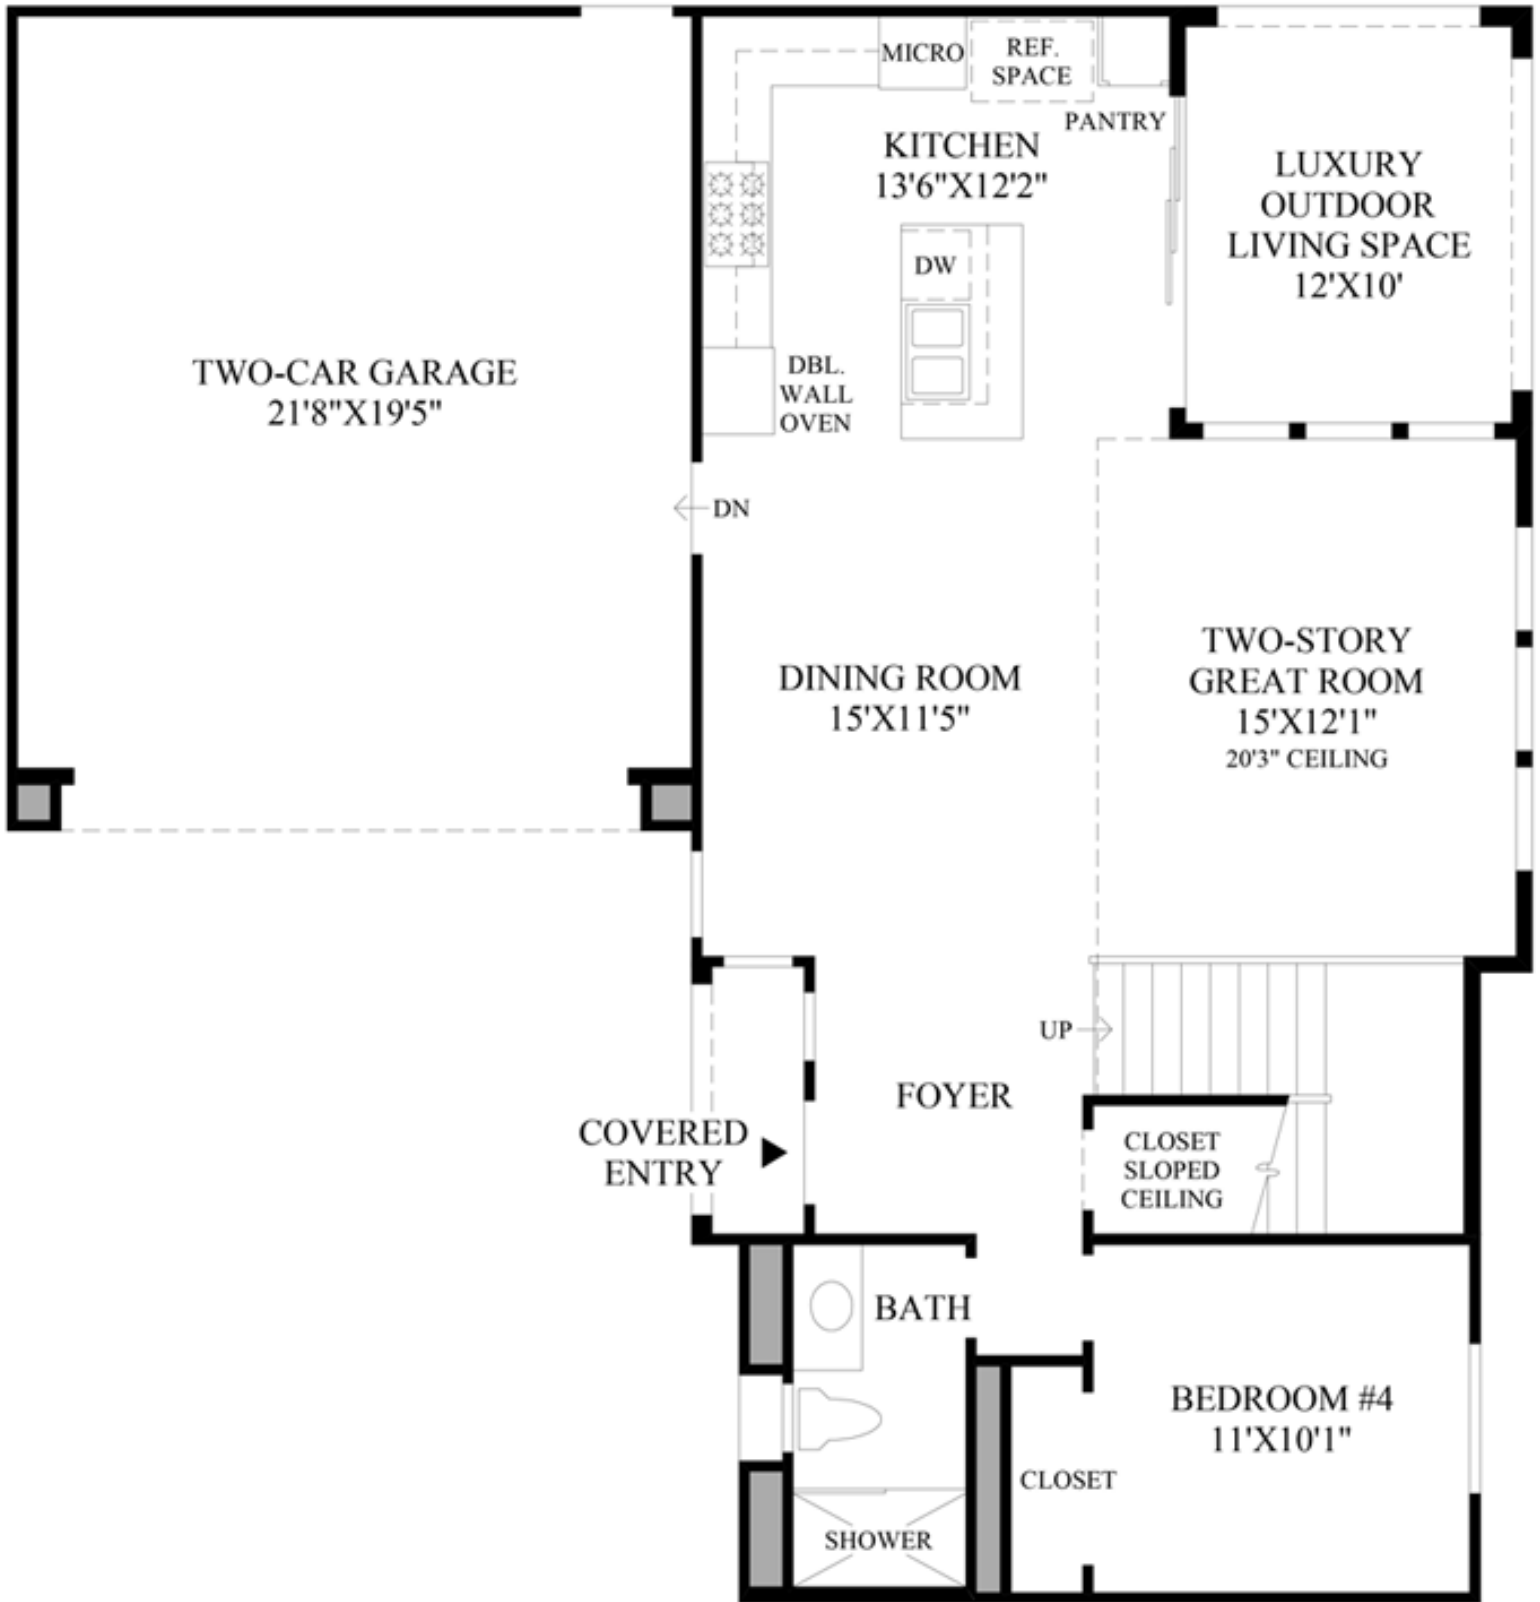 MICRO
REF.
SPACE
PANTRY
KITCHEN
13'6"X12'2"
LUXURY
OUTDOOR
LIVING SPACE
12'X10'
DW
TWO-CAR GARAGE
21'8"X19'5"
DBL.
WALL
OVEN
DN
DINING ROOM
15'X11'5"
TWO-STORY
GREAT ROOM
15'X12'1"
20'3" CEILING
UP
FOYER
COVERED
ENTRY
CLOSET
SLOPED
CEILING
BATH
BEDROOM #4
11'X10'1"
CLOSET
SHOWER